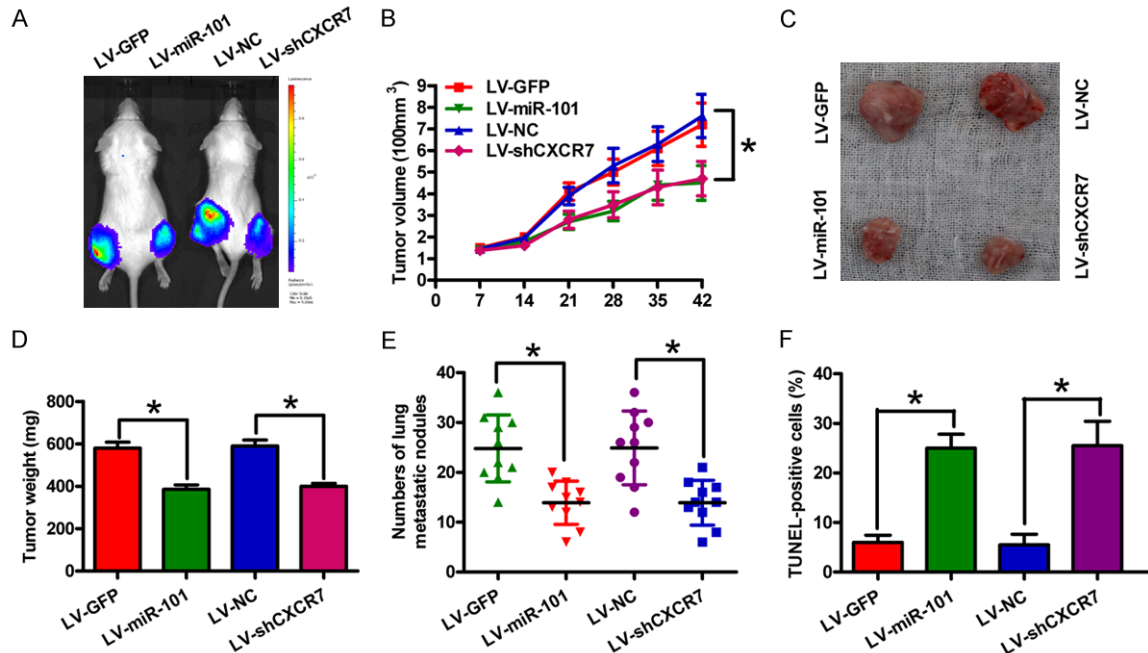 A
LV-GFP
LV-miR-101
LV-NC
LV-shCXCR7
Luminescence
B
Tumor volume (100mm³)
9
8
7
6
5
4
3
2
1
0
0
7
14
21
28
35
42
LV-GFP
LV-miR-101
LV-NC
LV-shCXCR7
*
C
LV-GFP
LV-NC
LV-miR-101
LV-shCXCR7
D
Tumor weight (mg)
800
600
400
200
0
*
*
LV-GFP
LV-miR-101
LV-NC
LV-shCXCR7
E
Numbers of lung
metastatic nodules
40
30
20
10
0
*
*
LV-GFP
LV-miR-101
LV-NC
LV-shCXCR7
F
TUNEL-positive cells (%)
40
30
20
10
0
*
*
LV-GFP
LV-miR-101
LV-NC
LV-shCXCR7